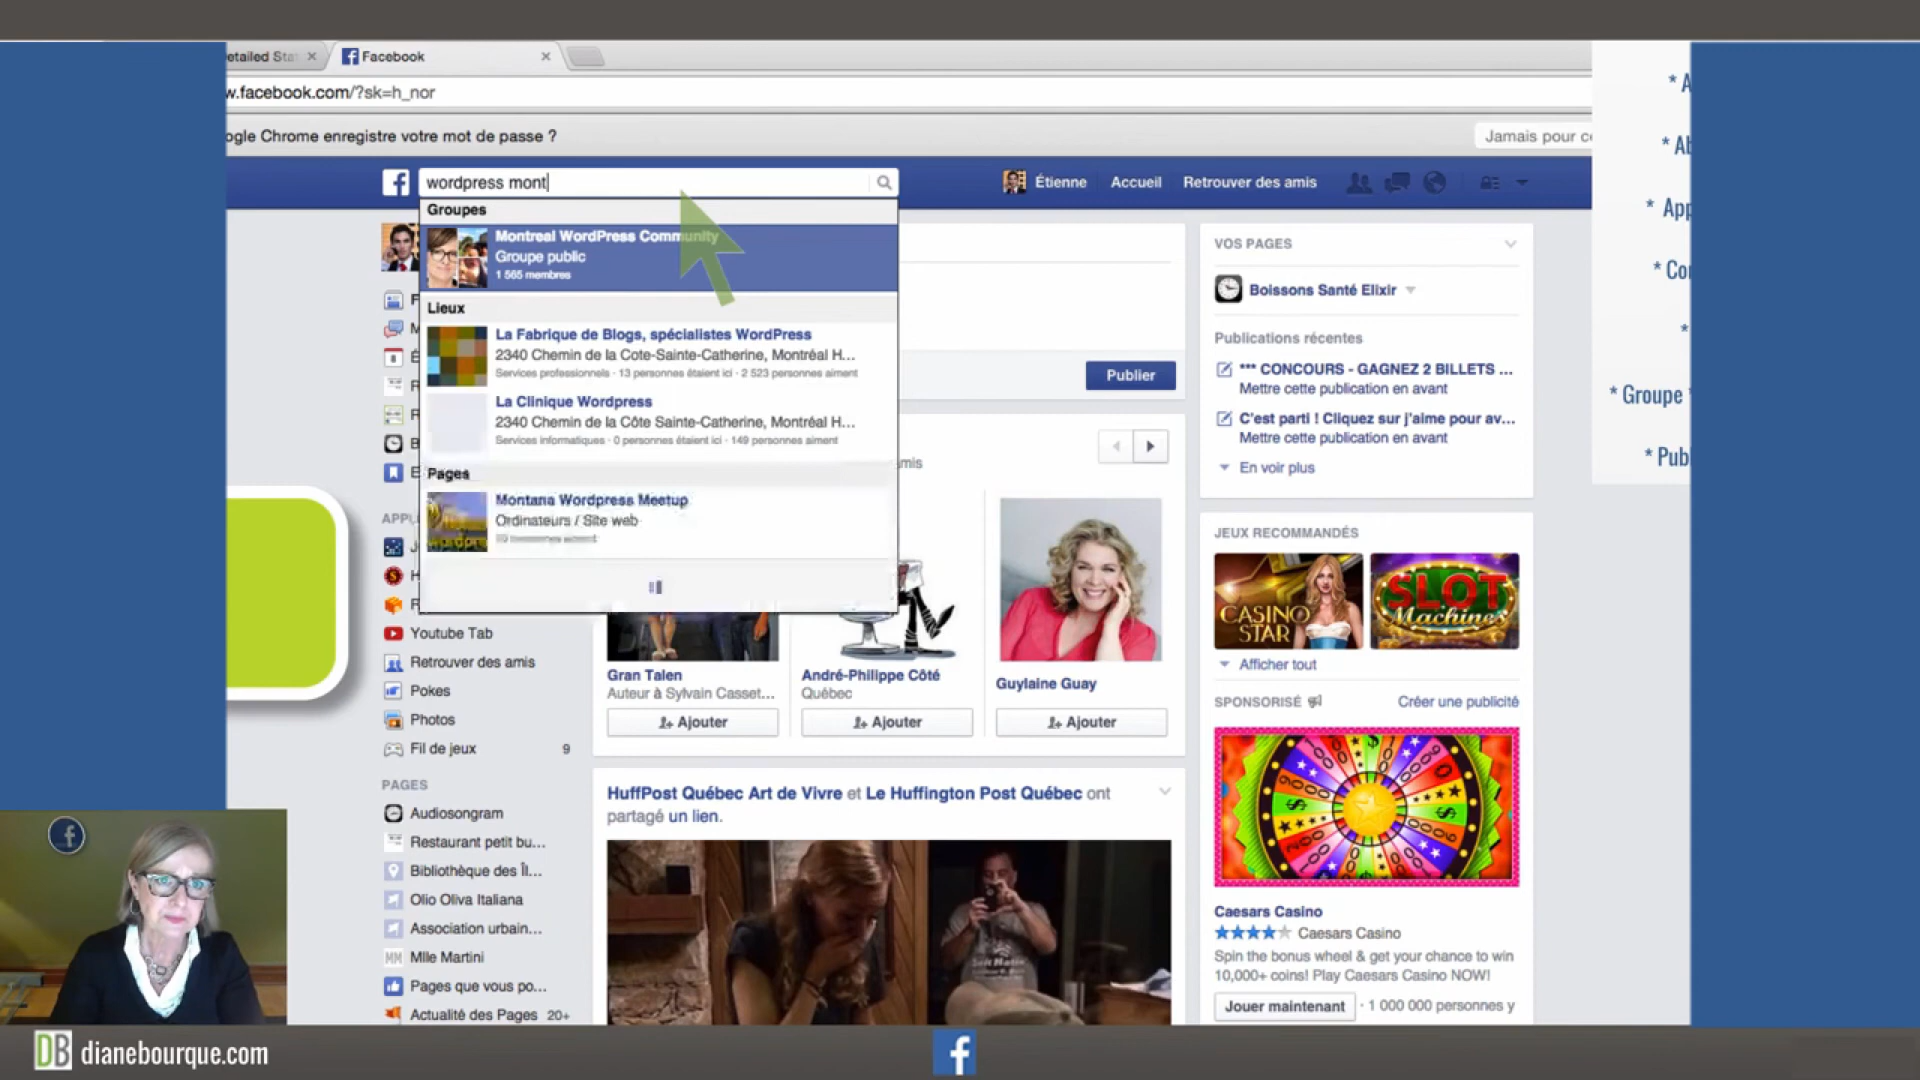 etailed Sta
Facebook
w.facebook.com/?sk=h_nor
ogle Chrome enregistre votre mot de passe ?
Jamais pour ce
wordpress mont
Étienne
Accueil
Retrouver des amis
Groupes
Montreal WordPress Community
Groupe public
1 565 membres
Lieux
La Fabrique de Blogs, spécialistes WordPress
2340 Chemin de la Cote-Sainte-Catherine, Montréal H...
Services professionnels · 13 personnes étaient ici · 2 523 personnes aiment
La Clinique Wordpress
2340 Chemin de la Côte Sainte-Catherine, Montréal H...
Services informatiques · 0 personnes étaient ici · 149 personnes aiment
Pages
Montana Wordpress Meetup
Ordinateurs / Site web
APPL
Youtube Tab
Retrouver des amis
Pokes
Photos
Fil de jeux 9
PAGES
Audiosongram
Restaurant petit bu...
Bibliothèque des Îl...
Olio Oliva Italiana
Association urbain...
MM Mlle Martini
Pages que vous po...
Actualité des Pages 20+
Publier
mis
Gran Talen
Auteur à Sylvain Casset...
Ajouter
André-Philippe Côté
Québec
Ajouter
Guylaine Guay
Ajouter
HuffPost Québec Art de Vivre et Le Huffington Post Québec ont
partagé un lien.
VOS PAGES
Boissons Santé Elixir
Publications récentes
*** CONCOURS - GAGNEZ 2 BILLETS ...
Mettre cette publication en avant
C'est parti ! Cliquez sur j'aime pour av...
Mettre cette publication en avant
En voir plus
JEUX RECOMMANDÉS
CASINO
STAR
SLOT
Machines
Afficher tout
SPONSORISÉ
Créer une publicité
Caesars Casino
Caesars Casino
Spin the bonus wheel & get your chance to win
10,000+ coins! Play Caesars Casino NOW!
Jouer maintenant · 1 000 000 personnes y
* A
* Ab
* App
* Co
*
* Groupe
* Pub
DB dianebourque.com